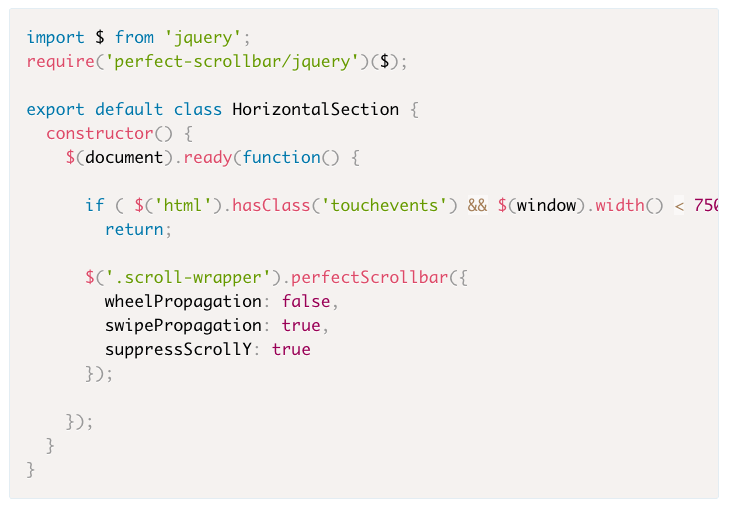 import $ from 'jquery';
require('perfect-scrollbar/jquery')($);

export default class HorizontalSection {
  constructor() {
    $(document).ready(function() {

      if ( $('html').hasClass('touchevents') && $(window).width() < 750
        return;

      $('.scroll-wrapper').perfectScrollbar({
        wheelPropagation: false,
        swipePropagation: true,
        suppressScrollY: true
      });

    });
  }
}